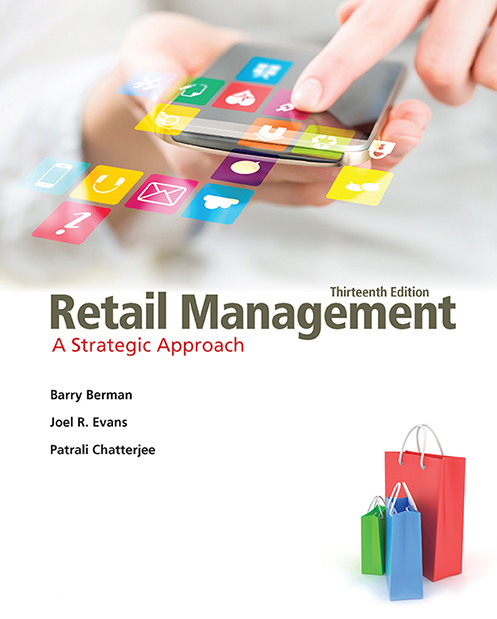 Thirteenth Edition
Retail Management
A Strategic Approach
Barry Berman
Joel R. Evans
Patrali Chatterjee